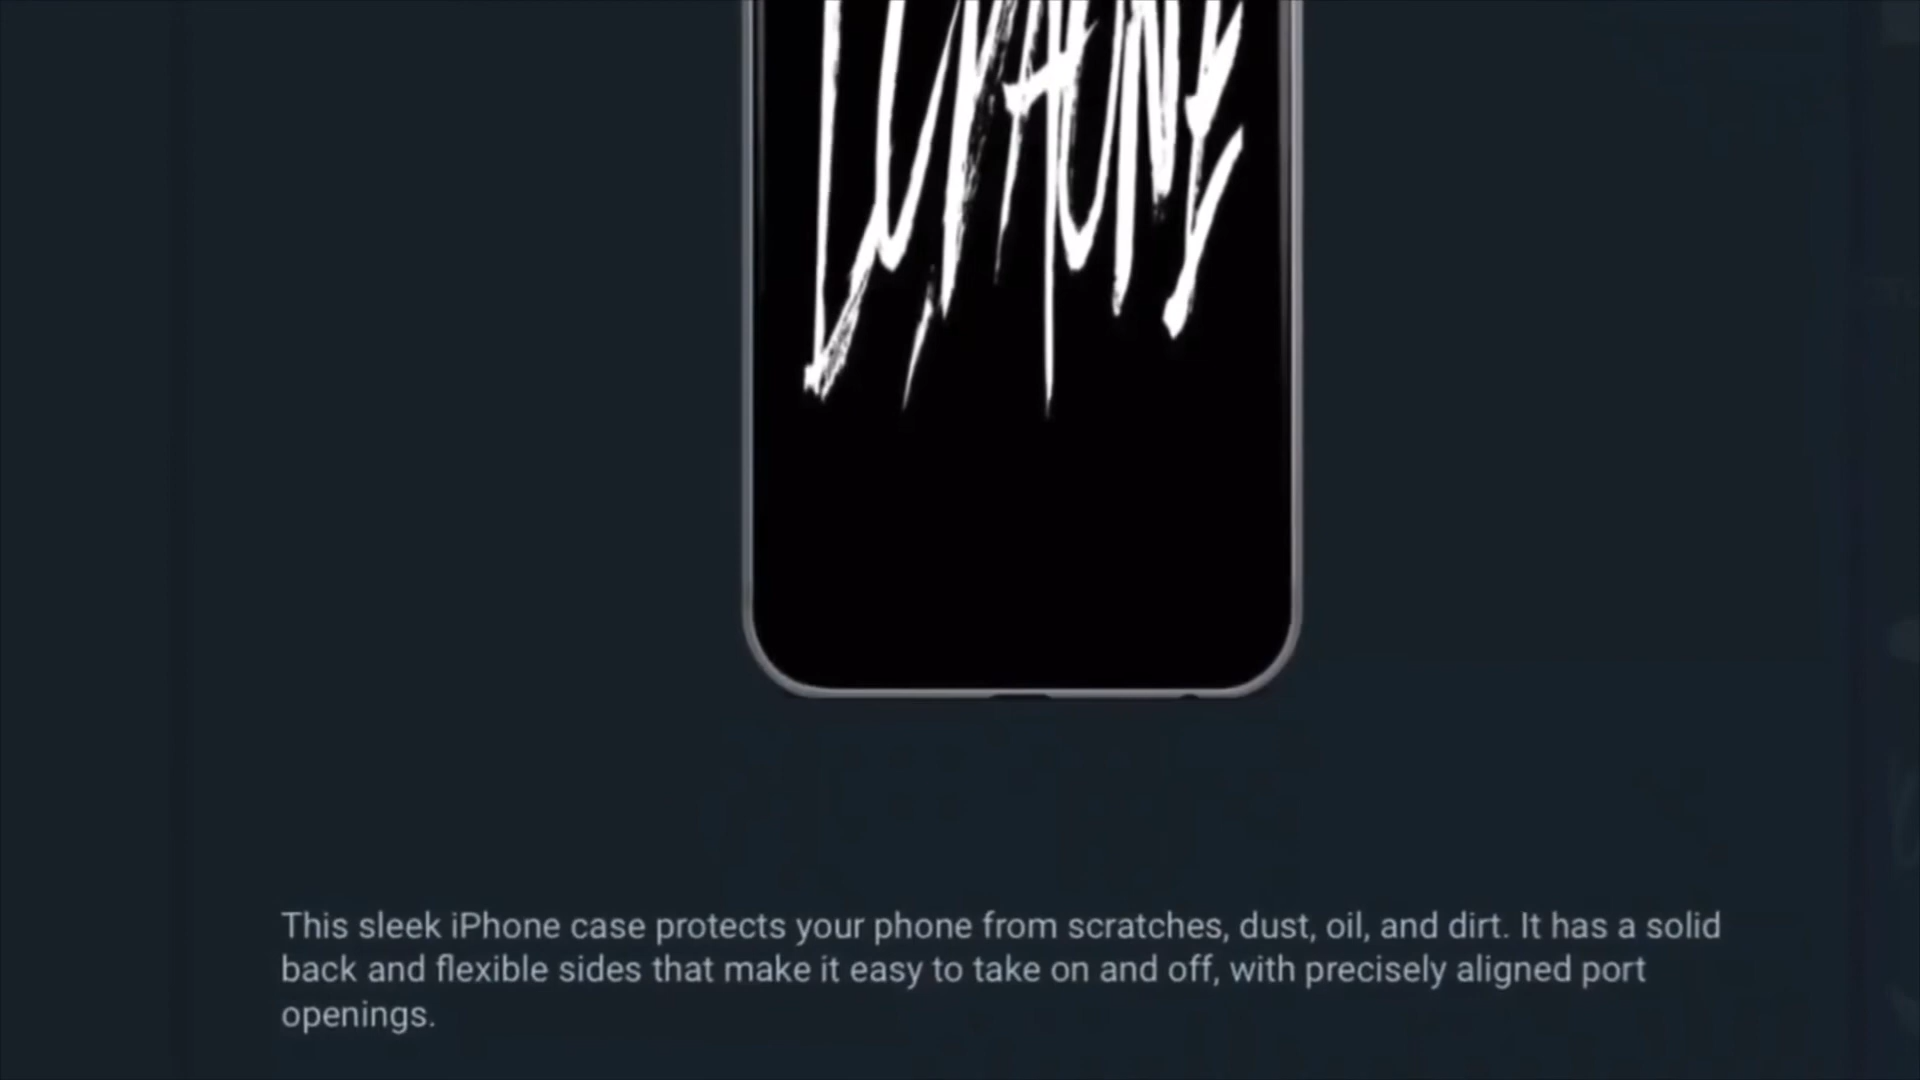 This sleek iPhone case protects your phone from scratches, dust, oil, and dirt. It has a solid
back and flexible sides that make it easy to take on and off, with precisely aligned port
openings.